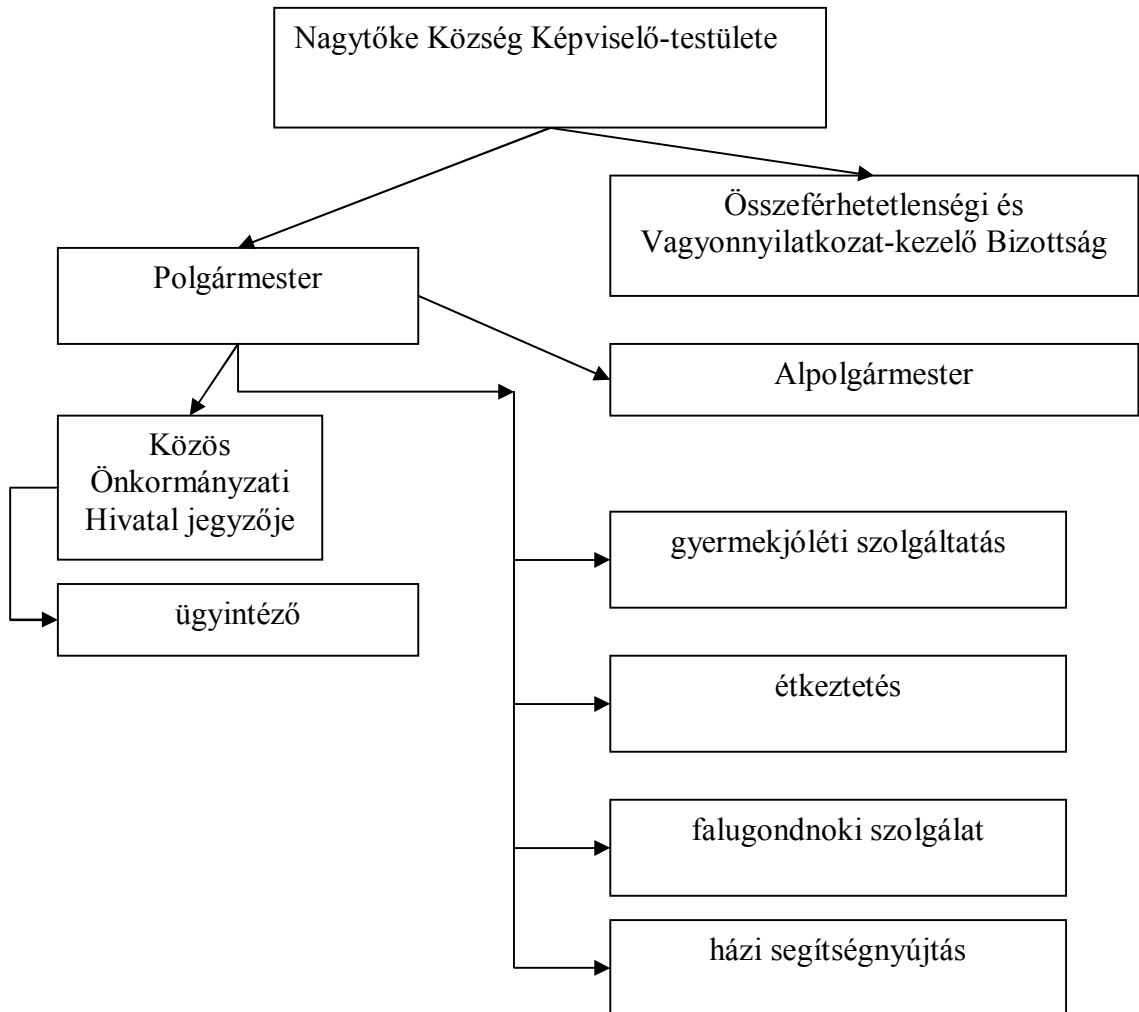 Nagytőke Község Képviselő-testülete
Összeférhetetlenségi és
Vagyonnyilatkozat-kezelő Bizottság
Polgármester
Alpolgármester
Közös
Önkormányzati
Hivatal jegyzője
gyermekjóléti szolgáltatás
ügyintéző
étkeztetés
falugondnoki szolgálat
házi segítségnyújtás